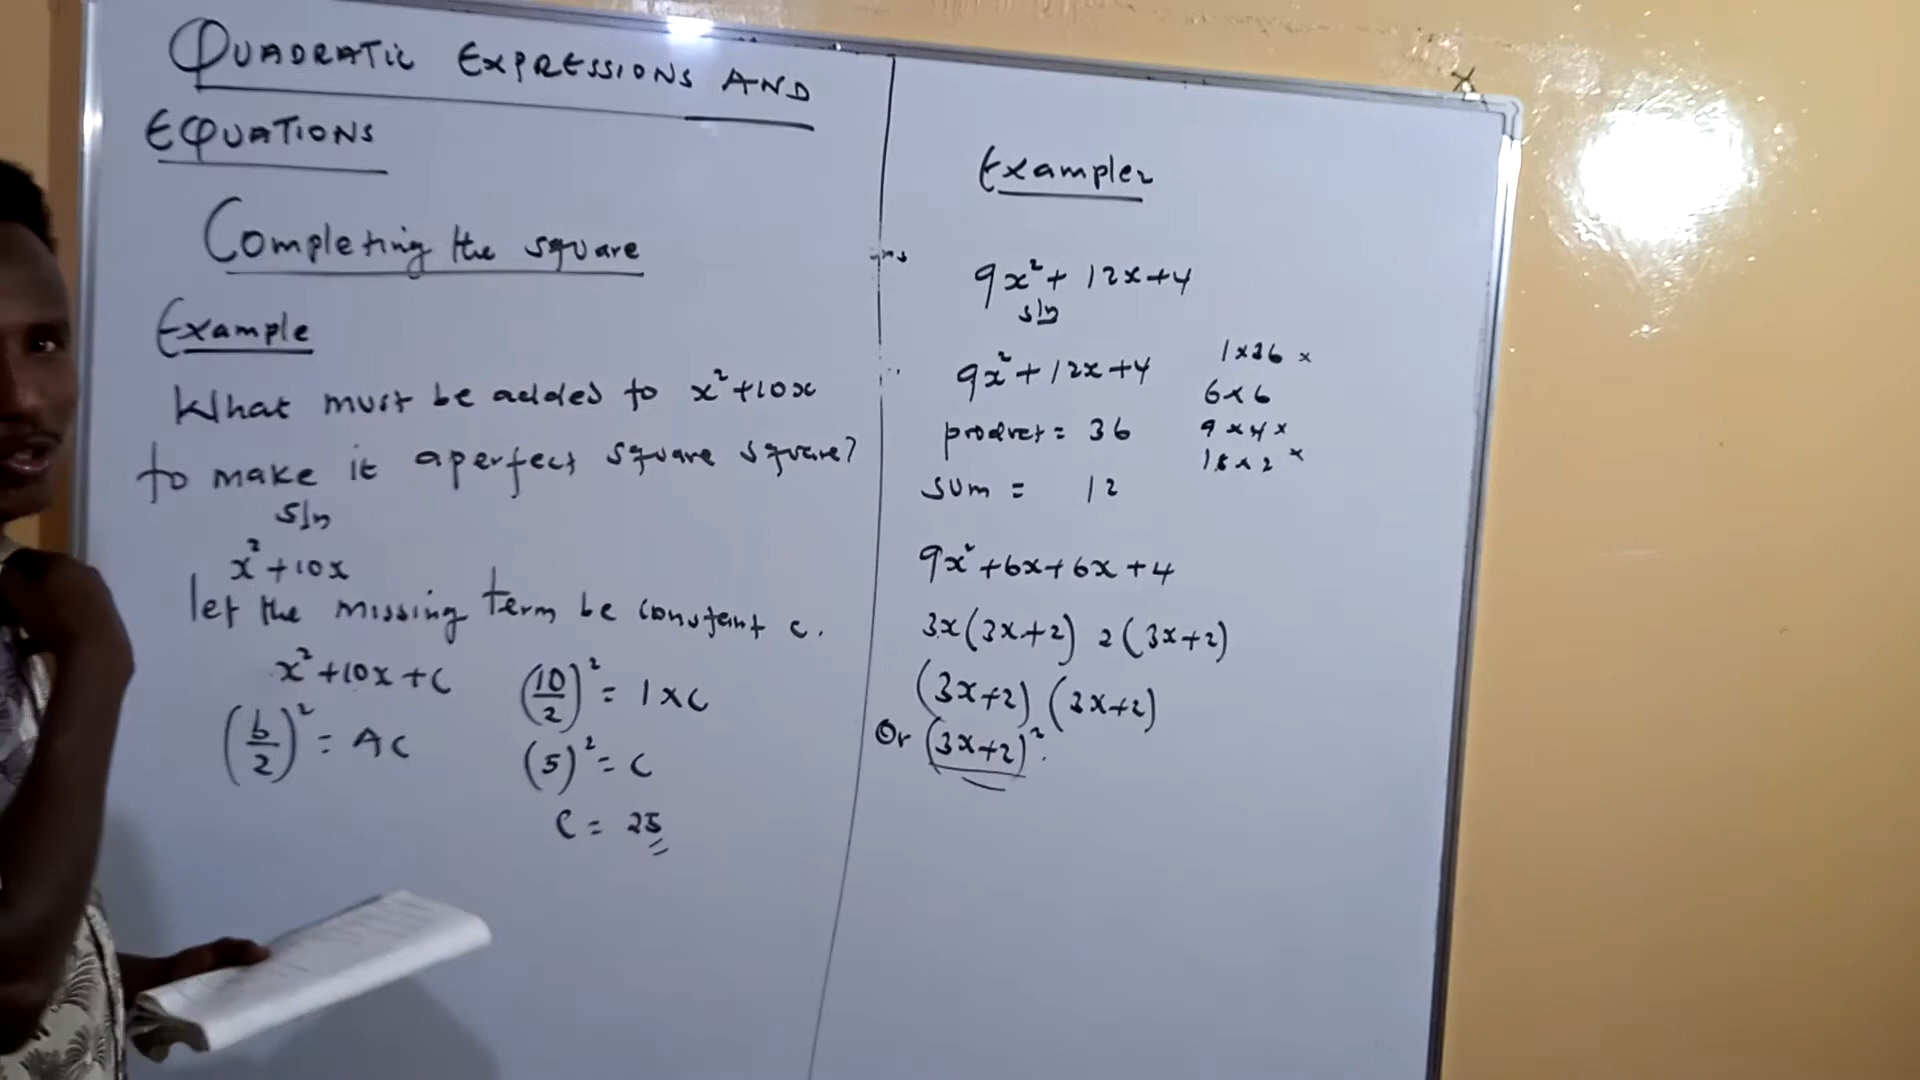 QUADRATIC EXPRESSIONS AND
EQUATIONS
Completing the square
Example
What must be added to x²+10x
to make it a perfect square square?
sln
x²+10x
let the missing term be constant c.
x²+10x+C
(b/2)² = AC
(10/2)² = 1xC
(5)² = C
C = 25
Example2
9x²+12x+4
sln
9x²+12x+4
product = 36
sum = 12
1x36 x
6x6
9x4 x
18x2 x
9x²+6x+6x+4
3x(3x+2) 2(3x+2)
(3x+2)(3x+2)
Or (3x+2)².